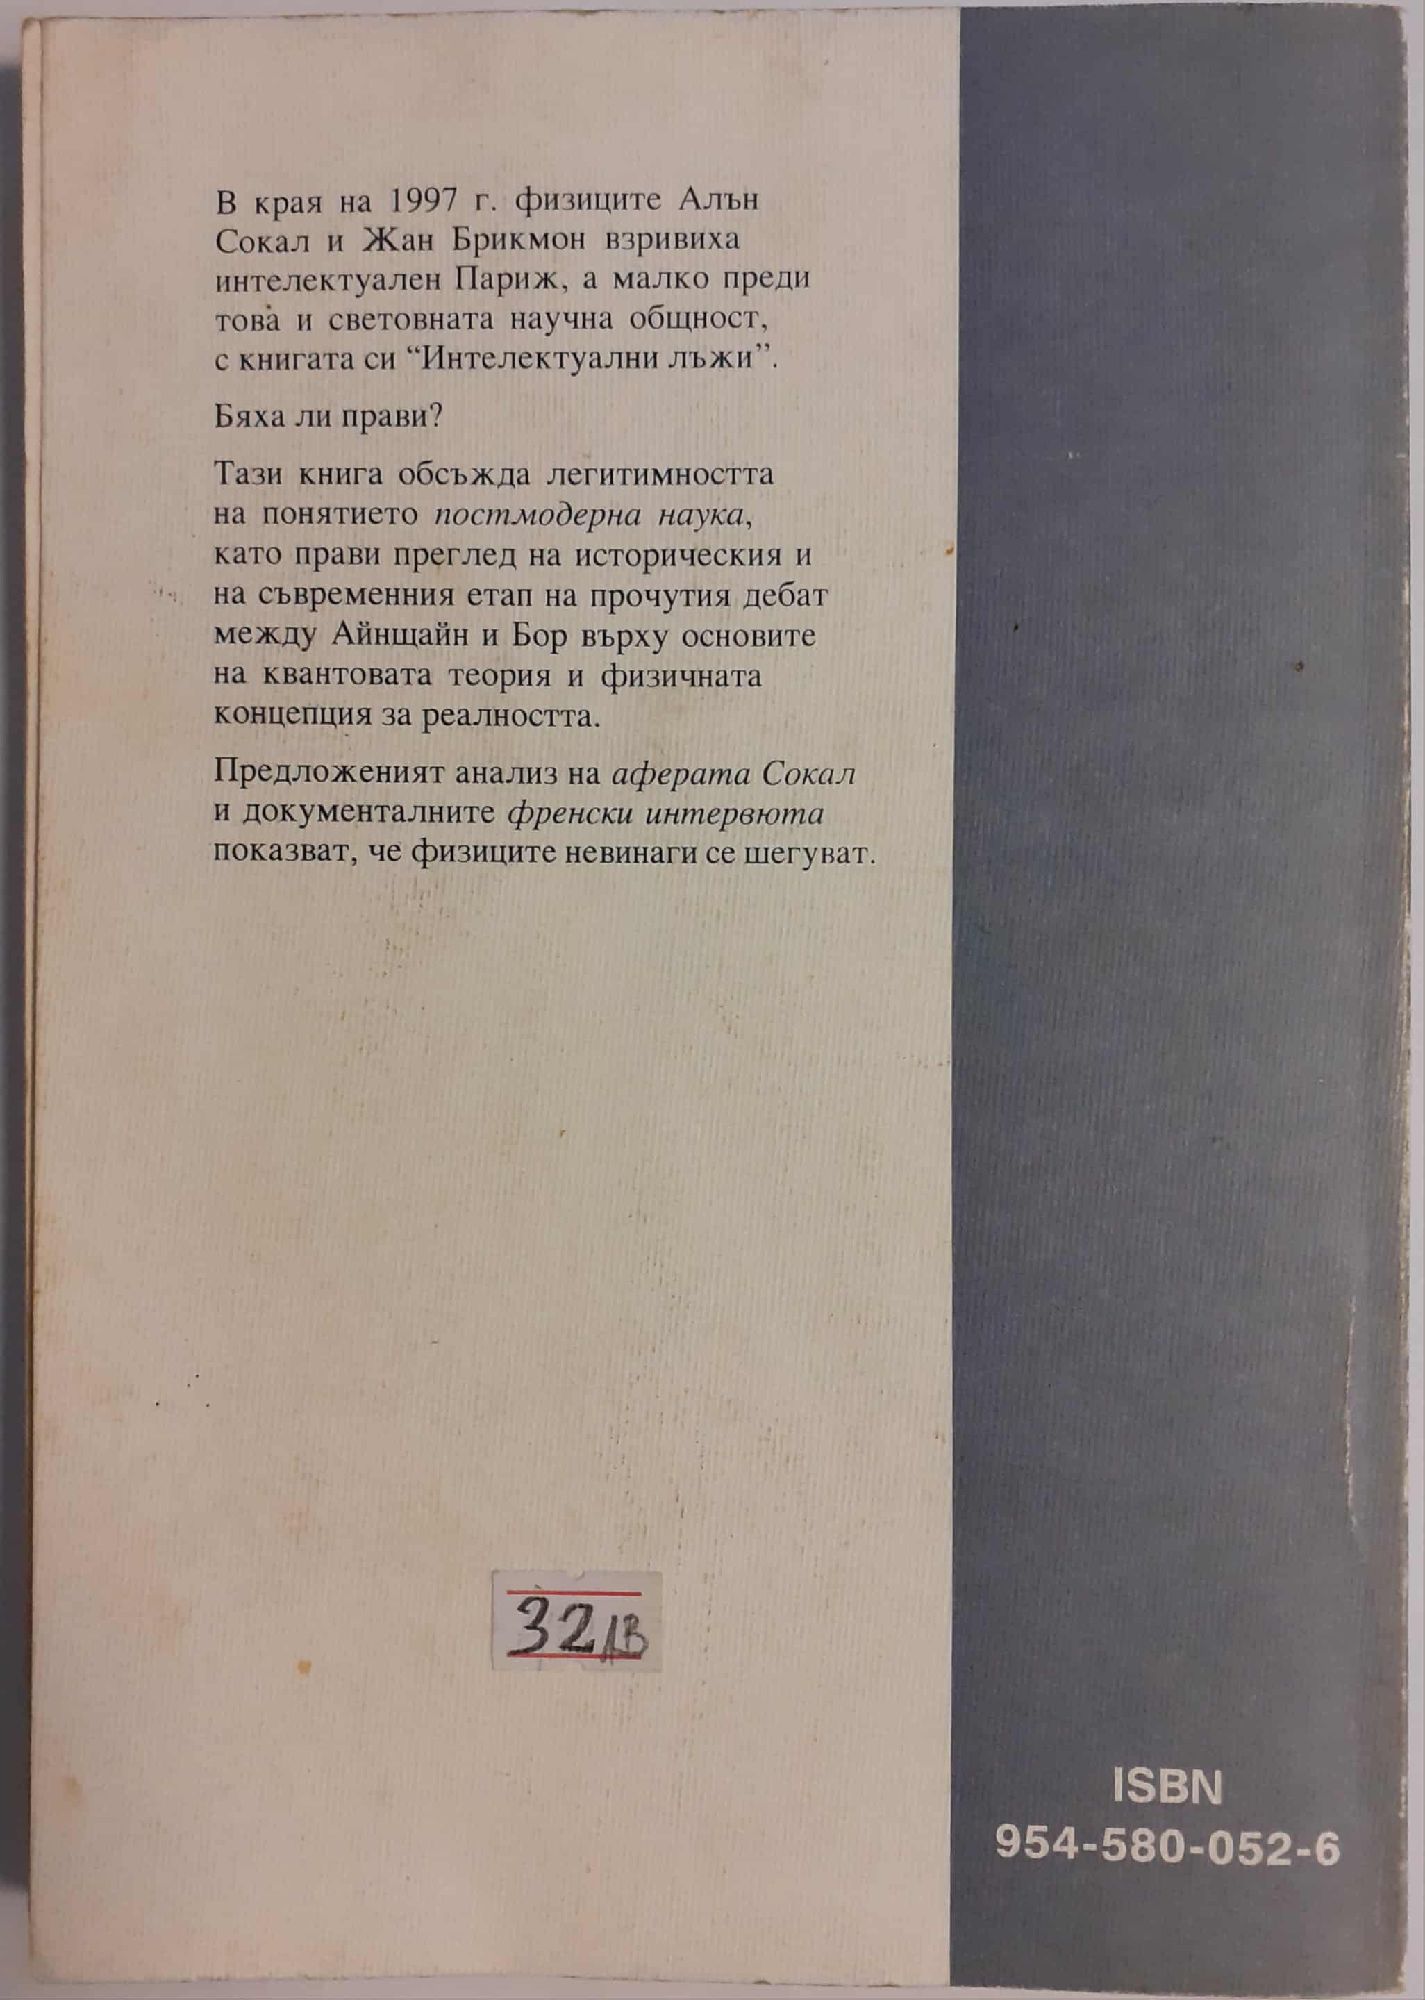 В края на 1997 г. физиците Алън
Сокал и Жан Брикмон взривиха
интелектуален Париж, а малко преди
това и световната научна общност,
с книгата си “Интелектуални лъжи”.
Бяха ли прави?
Тази книга обсъжда легитимността
на понятието постмодерна наука,
като прави преглед на историческия и
на съвременния етап на прочутия дебат
между Айнщайн и Бор върху основите
на квантовата теория и физичната
концепция за реалността.
Предложеният анализ на аферата Сокал
и документалните френски интервюта
показват, че физиците невинаги се шегуват.
32лв
ISBN
954-580-052-6